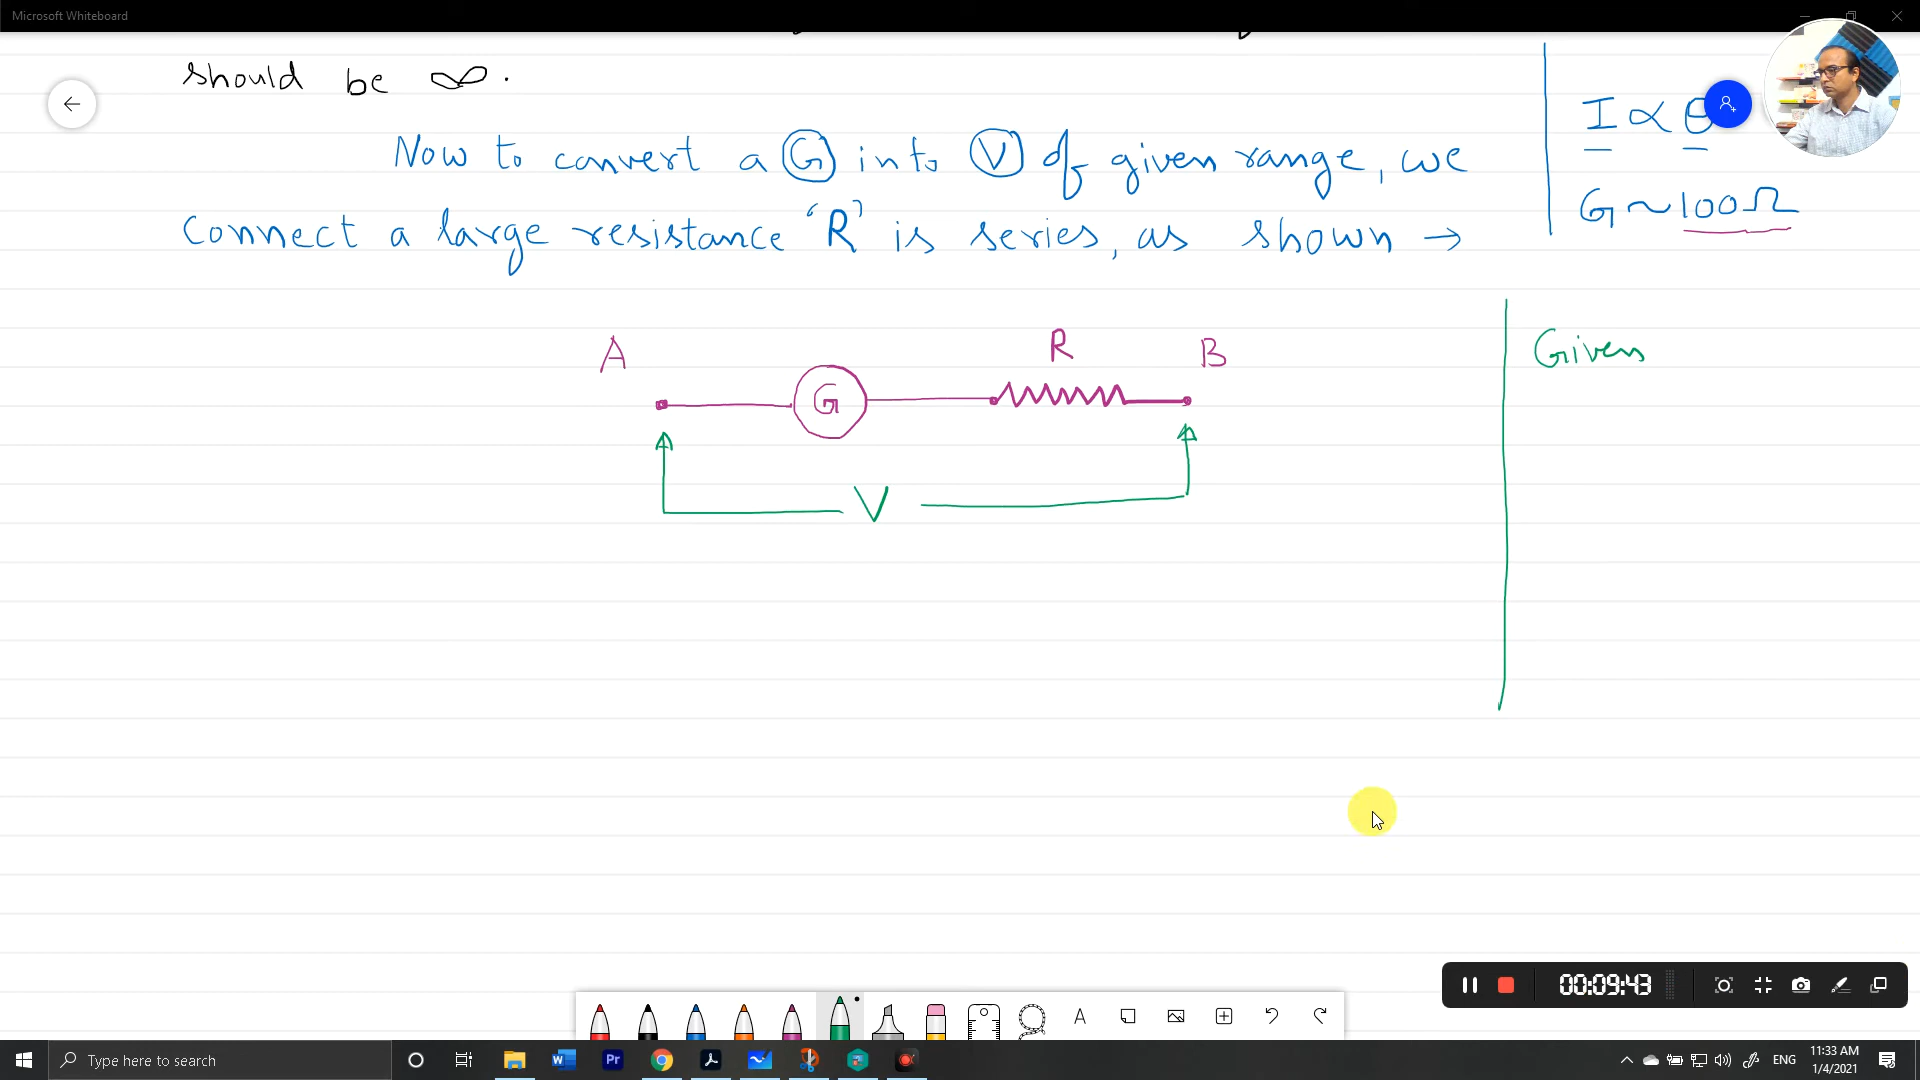 Microsoft Whiteboard
should be ∞.
Now to convert a G into V of given range, we
connect a large resistance 'R' is series, as shown →
I ∝ θ
G ~ 100Ω
A
G
R
B
V
Given
00:09:43
Type here to search
ENG
11:33 AM
1/4/2021